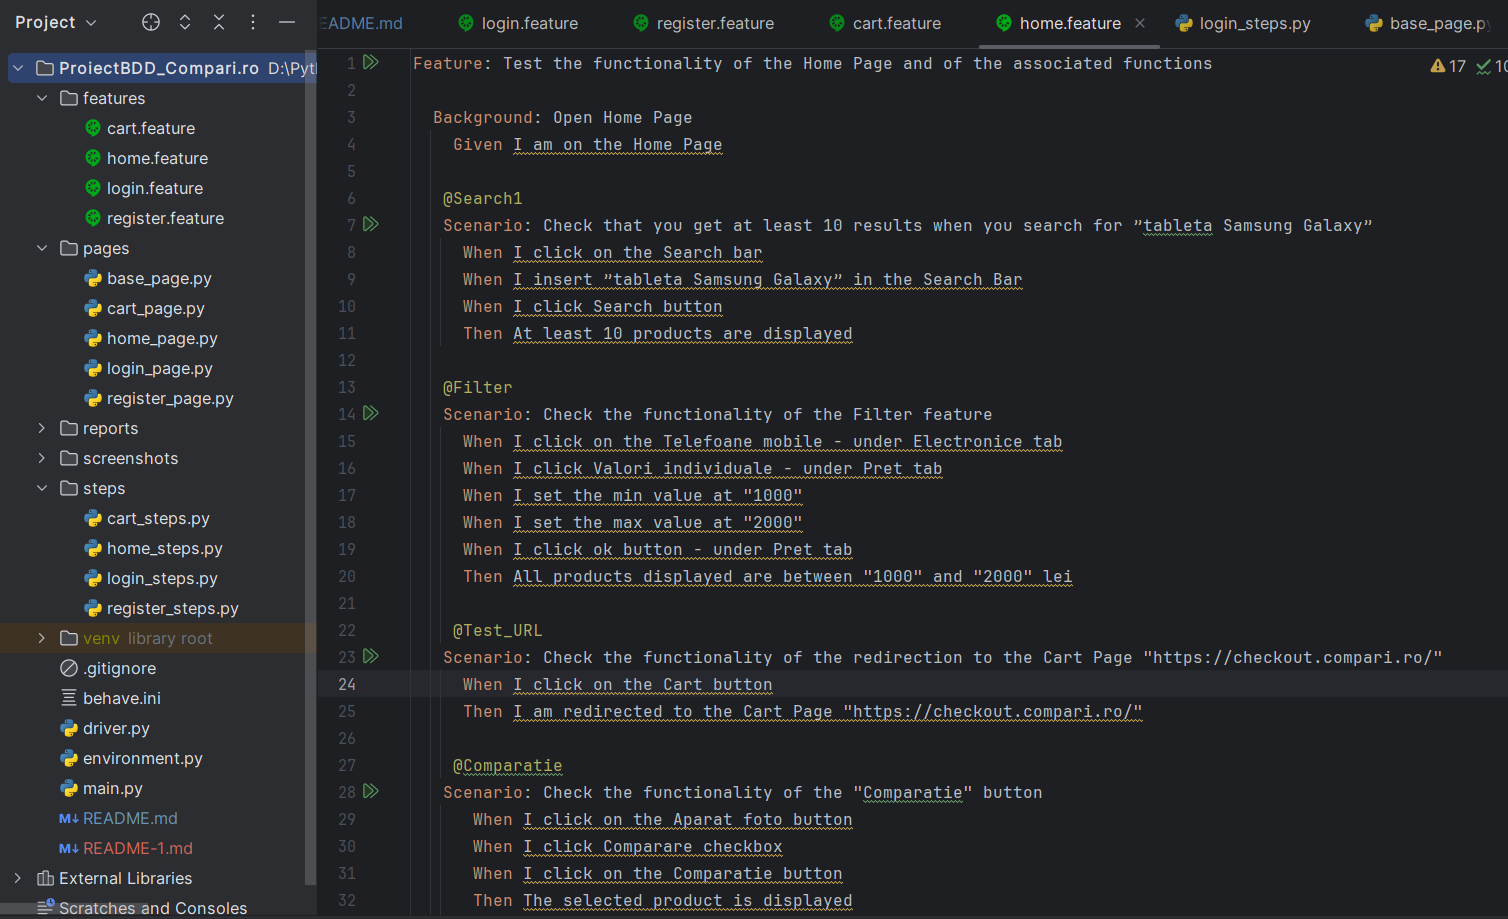 Project
README.md
login.feature
register.feature
cart.feature
home.feature
login_steps.py
base_page.py
ProiectBDD_Compari.ro D:\Pyth
features
cart.feature
home.feature
login.feature
register.feature
pages
base_page.py
cart_page.py
home_page.py
login_page.py
register_page.py
reports
screenshots
steps
cart_steps.py
home_steps.py
login_steps.py
register_steps.py
venv library root
.gitignore
behave.ini
driver.py
environment.py
main.py
README.md
README-1.md
External Libraries
Scratches and Consoles
17 10
1 Feature: Test the functionality of the Home Page and of the associated functions
2
3 Background: Open Home Page
4 Given I am on the Home Page
5
6 @Search1
7 Scenario: Check that you get at least 10 results when you search for ”tableta Samsung Galaxy”
8 When I click on the Search bar
9 When I insert ”tableta Samsung Galaxy” in the Search Bar
10 When I click Search button
11 Then At least 10 products are displayed
12
13 @Filter
14 Scenario: Check the functionality of the Filter feature
15 When I click on the Telefoane mobile - under Electronice tab
16 When I click Valori individuale - under Pret tab
17 When I set the min value at "1000"
18 When I set the max value at "2000"
19 When I click ok button - under Pret tab
20 Then All products displayed are between "1000" and "2000" lei
21
22 @Test_URL
23 Scenario: Check the functionality of the redirection to the Cart Page "https://checkout.compari.ro/"
24 When I click on the Cart button
25 Then I am redirected to the Cart Page "https://checkout.compari.ro/"
26
27 @Comparatie
28 Scenario: Check the functionality of the "Comparatie" button
29 When I click on the Aparat foto button
30 When I click Comparare checkbox
31 When I click on the Comparatie button
32 Then The selected product is displayed